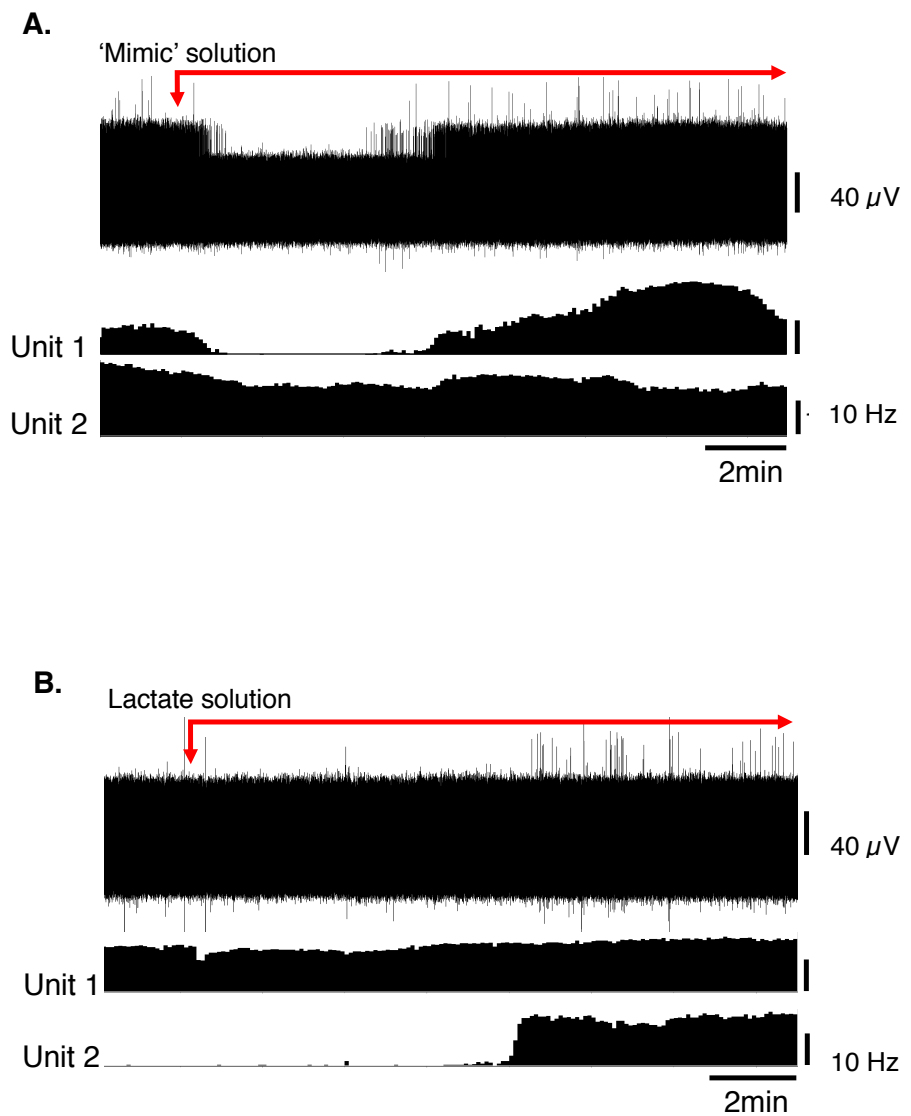 A.
‘Mimic’ solution
40 µV
Unit 1
Unit 2
10 Hz
2min
B.
Lactate solution
40 µV
Unit 1
Unit 2
10 Hz
2min